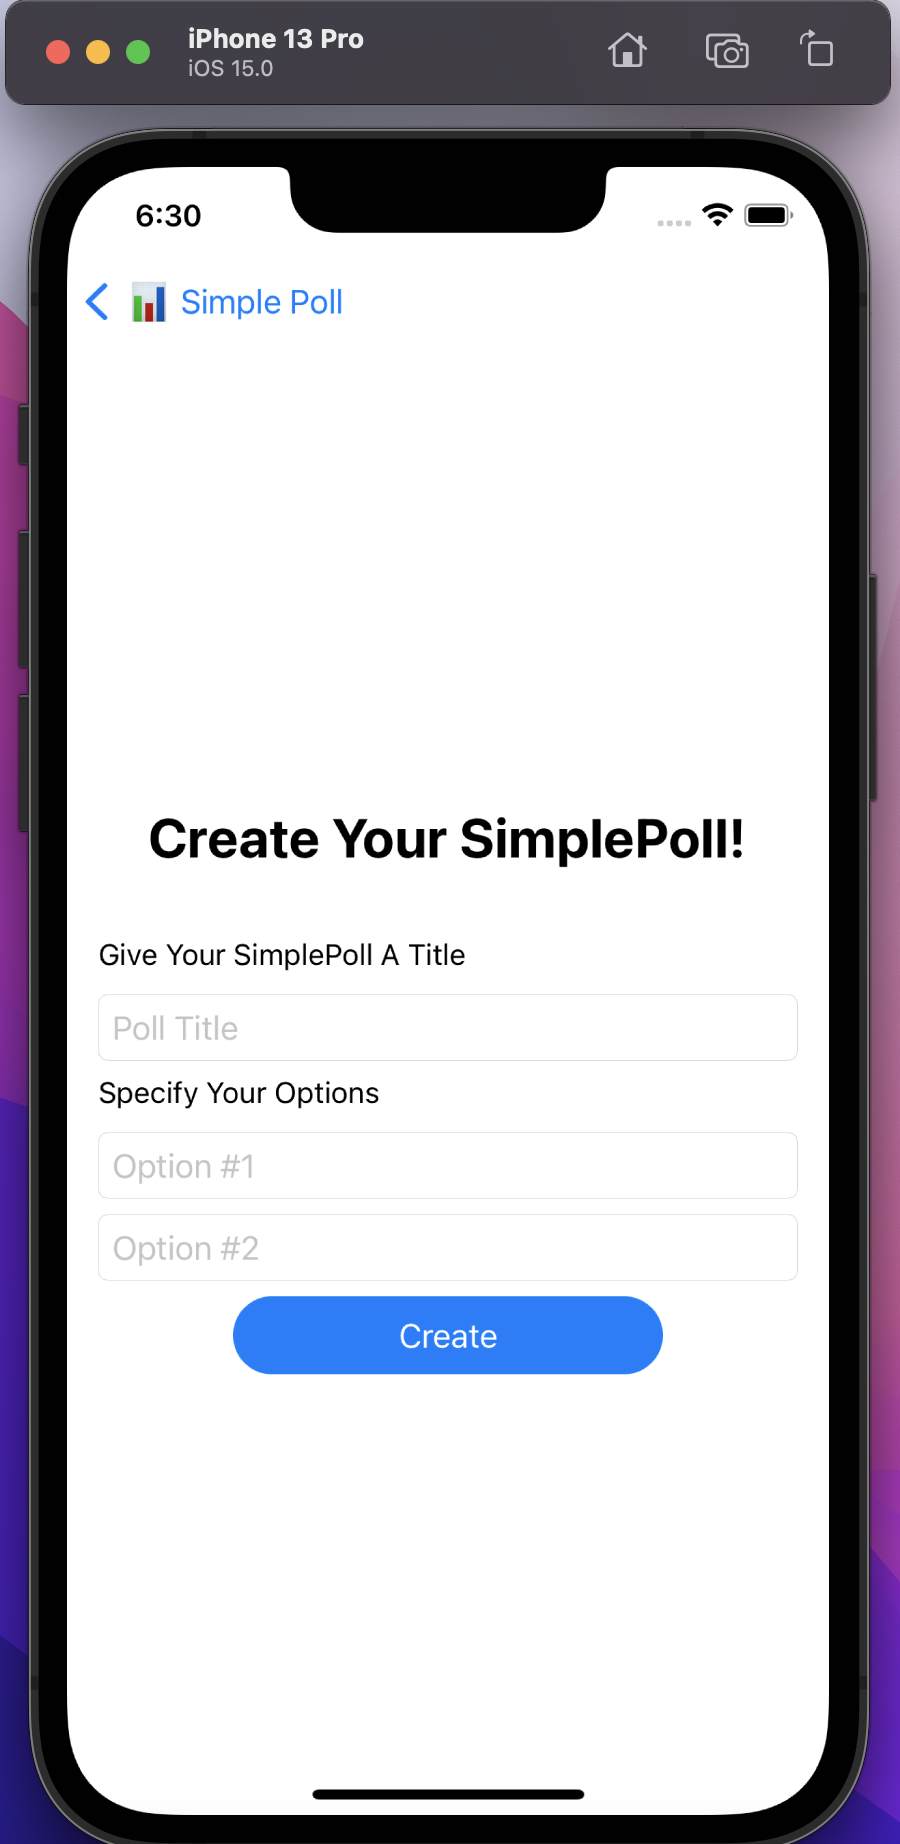 iPhone 13 Pro
iOS 15.0
6:30
Simple Poll
Create Your SimplePoll!
Give Your SimplePoll A Title
Poll Title
Specify Your Options
Option #1
Option #2
Create